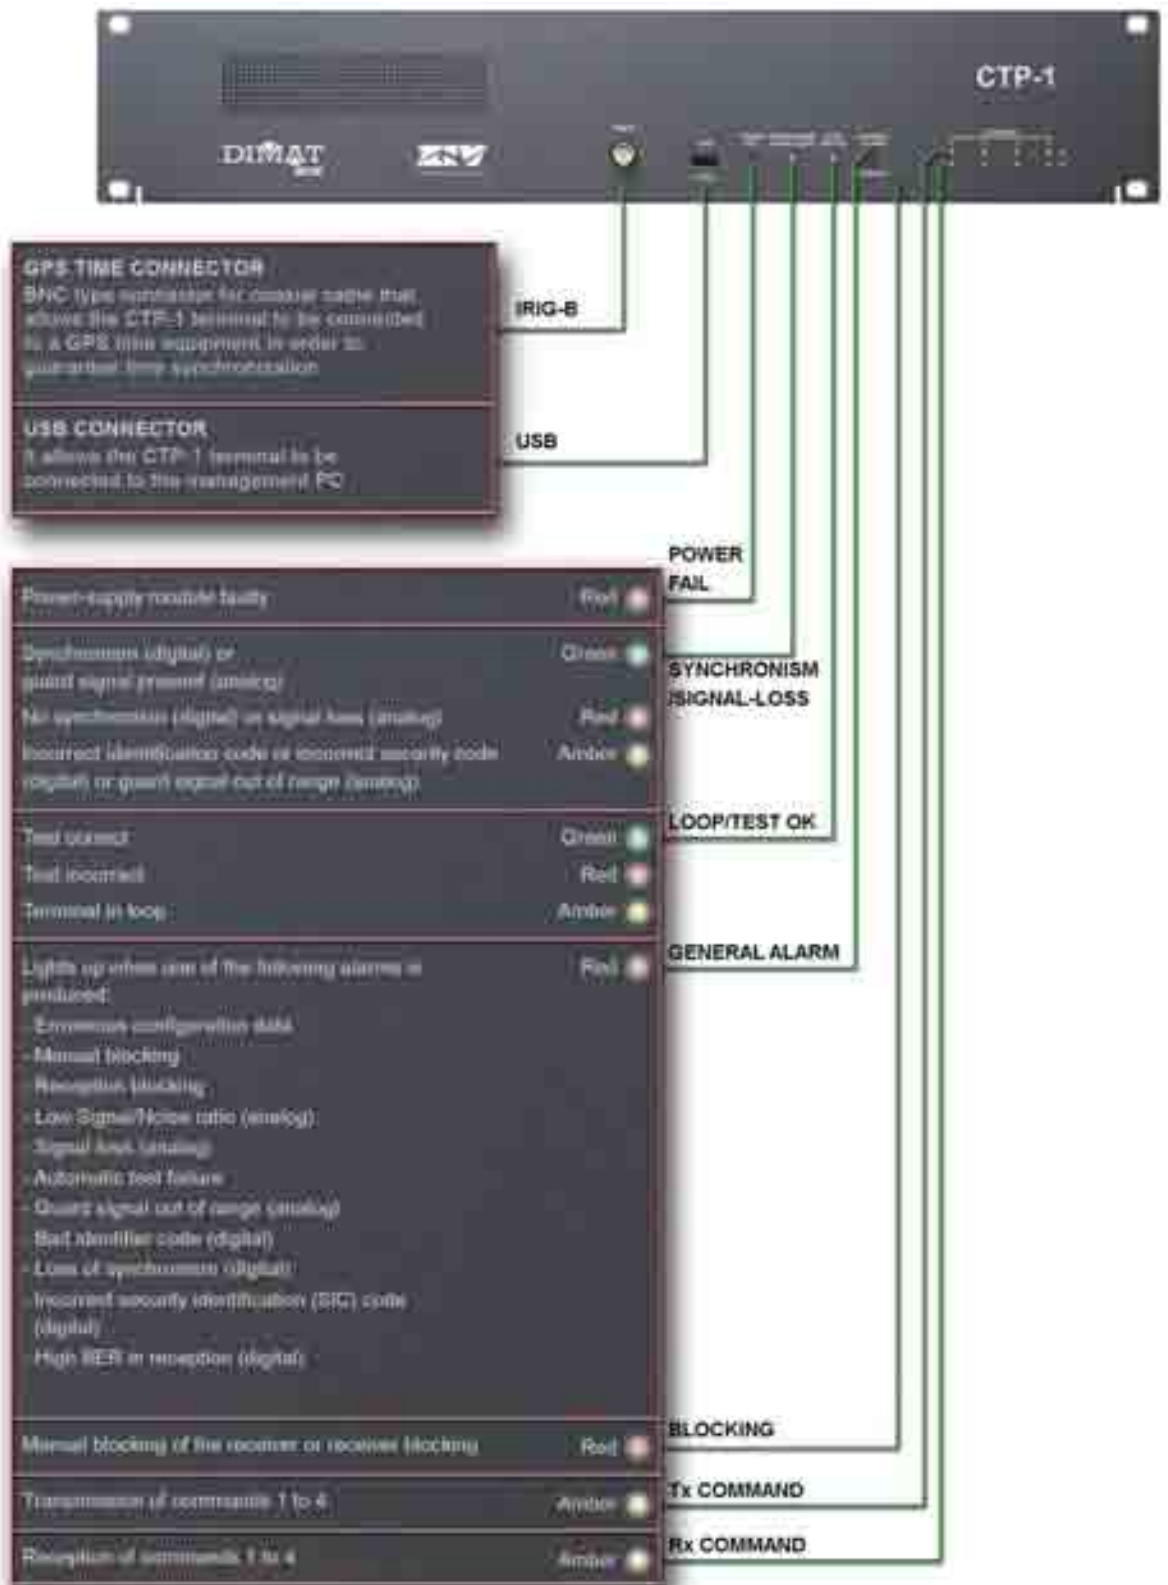 CTP-1
DIMAT
ZIV
GPS TIME CONNECTOR
BNC type connector for coaxial cable that
allows the CTP-1 terminal to be connected
to a GPS time equipment in order to
guarantee time synchronization
IRIG-B
USB CONNECTOR
It allows the CTP-1 terminal to be
connected to the management PC
USB
POWER
FAIL
Power-supply module faulty Red
Synchronism (digital) or Green
guard signal present (analog)
SYNCHRONISM
/SIGNAL-LOSS
No synchronism (digital) or signal loss (analog) Red
Incorrect identification code or incorrect security code Amber
(digital) or guard signal out of range (analog)
LOOP/TEST OK
Test correct Green
Test incorrect Red
Terminal in loop Amber
GENERAL ALARM
Lights up when one of the following alarms is Red
produced:
- Erroneous configuration data
- Manual blocking
- Reception blocking
- Low Signal/Noise ratio (analog)
- Signal loss (analog)
- Automatic test failure
- Guard signal out of range (analog)
- Bad identifier code (digital)
- Loss of synchronism (digital)
- Incorrect security identification (SIC) code
(digital)
- High BER in reception (digital)
BLOCKING
Manual blocking of the receiver or receiver blocking Red
Tx COMMAND
Transmission of commands 1 to 4 Amber
Rx COMMAND
Reception of commands 1 to 4 Amber